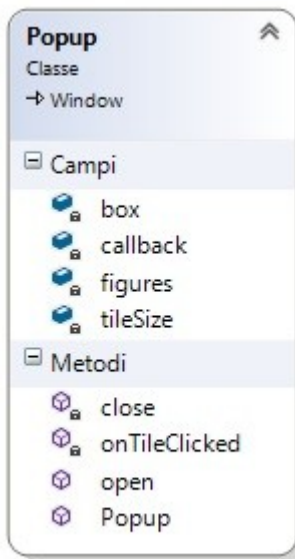 Popup
Classe
Window
Campi
box
callback
figures
tileSize
Metodi
close
onTileClicked
open
Popup